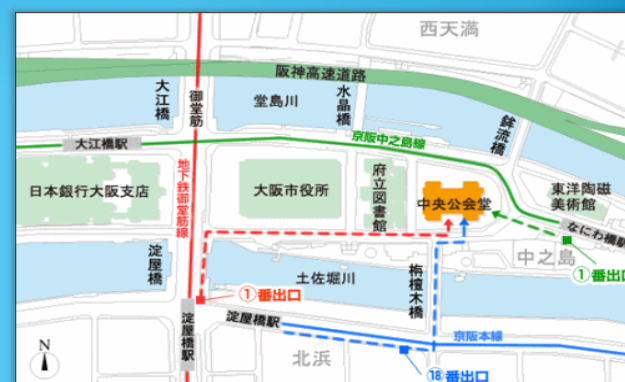 西天満
阪神高速道路
大江橋
御堂筋
堂島川
水晶橋
鉾流橋
大江橋駅
京阪中之島線
日本銀行大阪支店
地下鉄御堂筋線
大阪市役所
府立図書館
中央公会堂
東洋陶磁
美術館
なにわ橋駅
淀屋橋
土佐堀川
栴檀木橋
中之島
①番出口
①番出口
淀屋橋駅
淀屋橋駅
京阪本線
北浜
⑱番出口
N